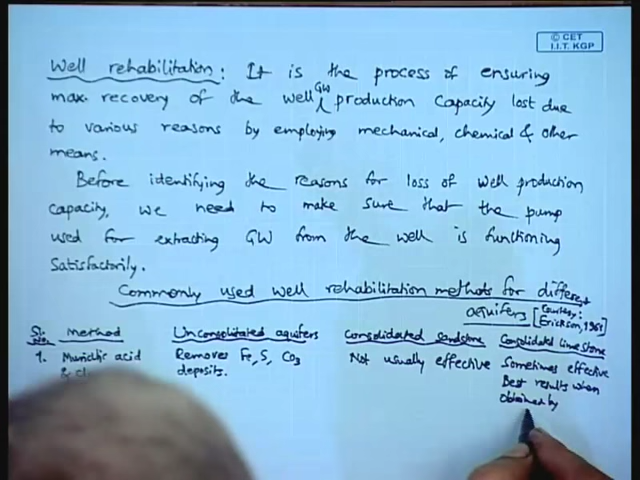 © CET
I.I.T. KGP
Well rehabilitation: It is the process of ensuring
max. recovery of the well GW production capacity lost due
to various reasons by employing mechanical, chemical & other
means.
Before identifying the reasons for loss of well production
capacity, we need to make sure that the pump
used for extracting GW from the well is functioning
satisfactorily.
Commonly used well rehabilitation methods for different
aquifers [Courtesy:
Erickson, 1961]
Sl. No. Method Unconsolidated aquifers Consolidated sandstone Consolidated limestone
1. Muriatic acid Removes Fe, S, CO3 Not usually effective Sometimes effective
& deposits. Best results when
obtained by